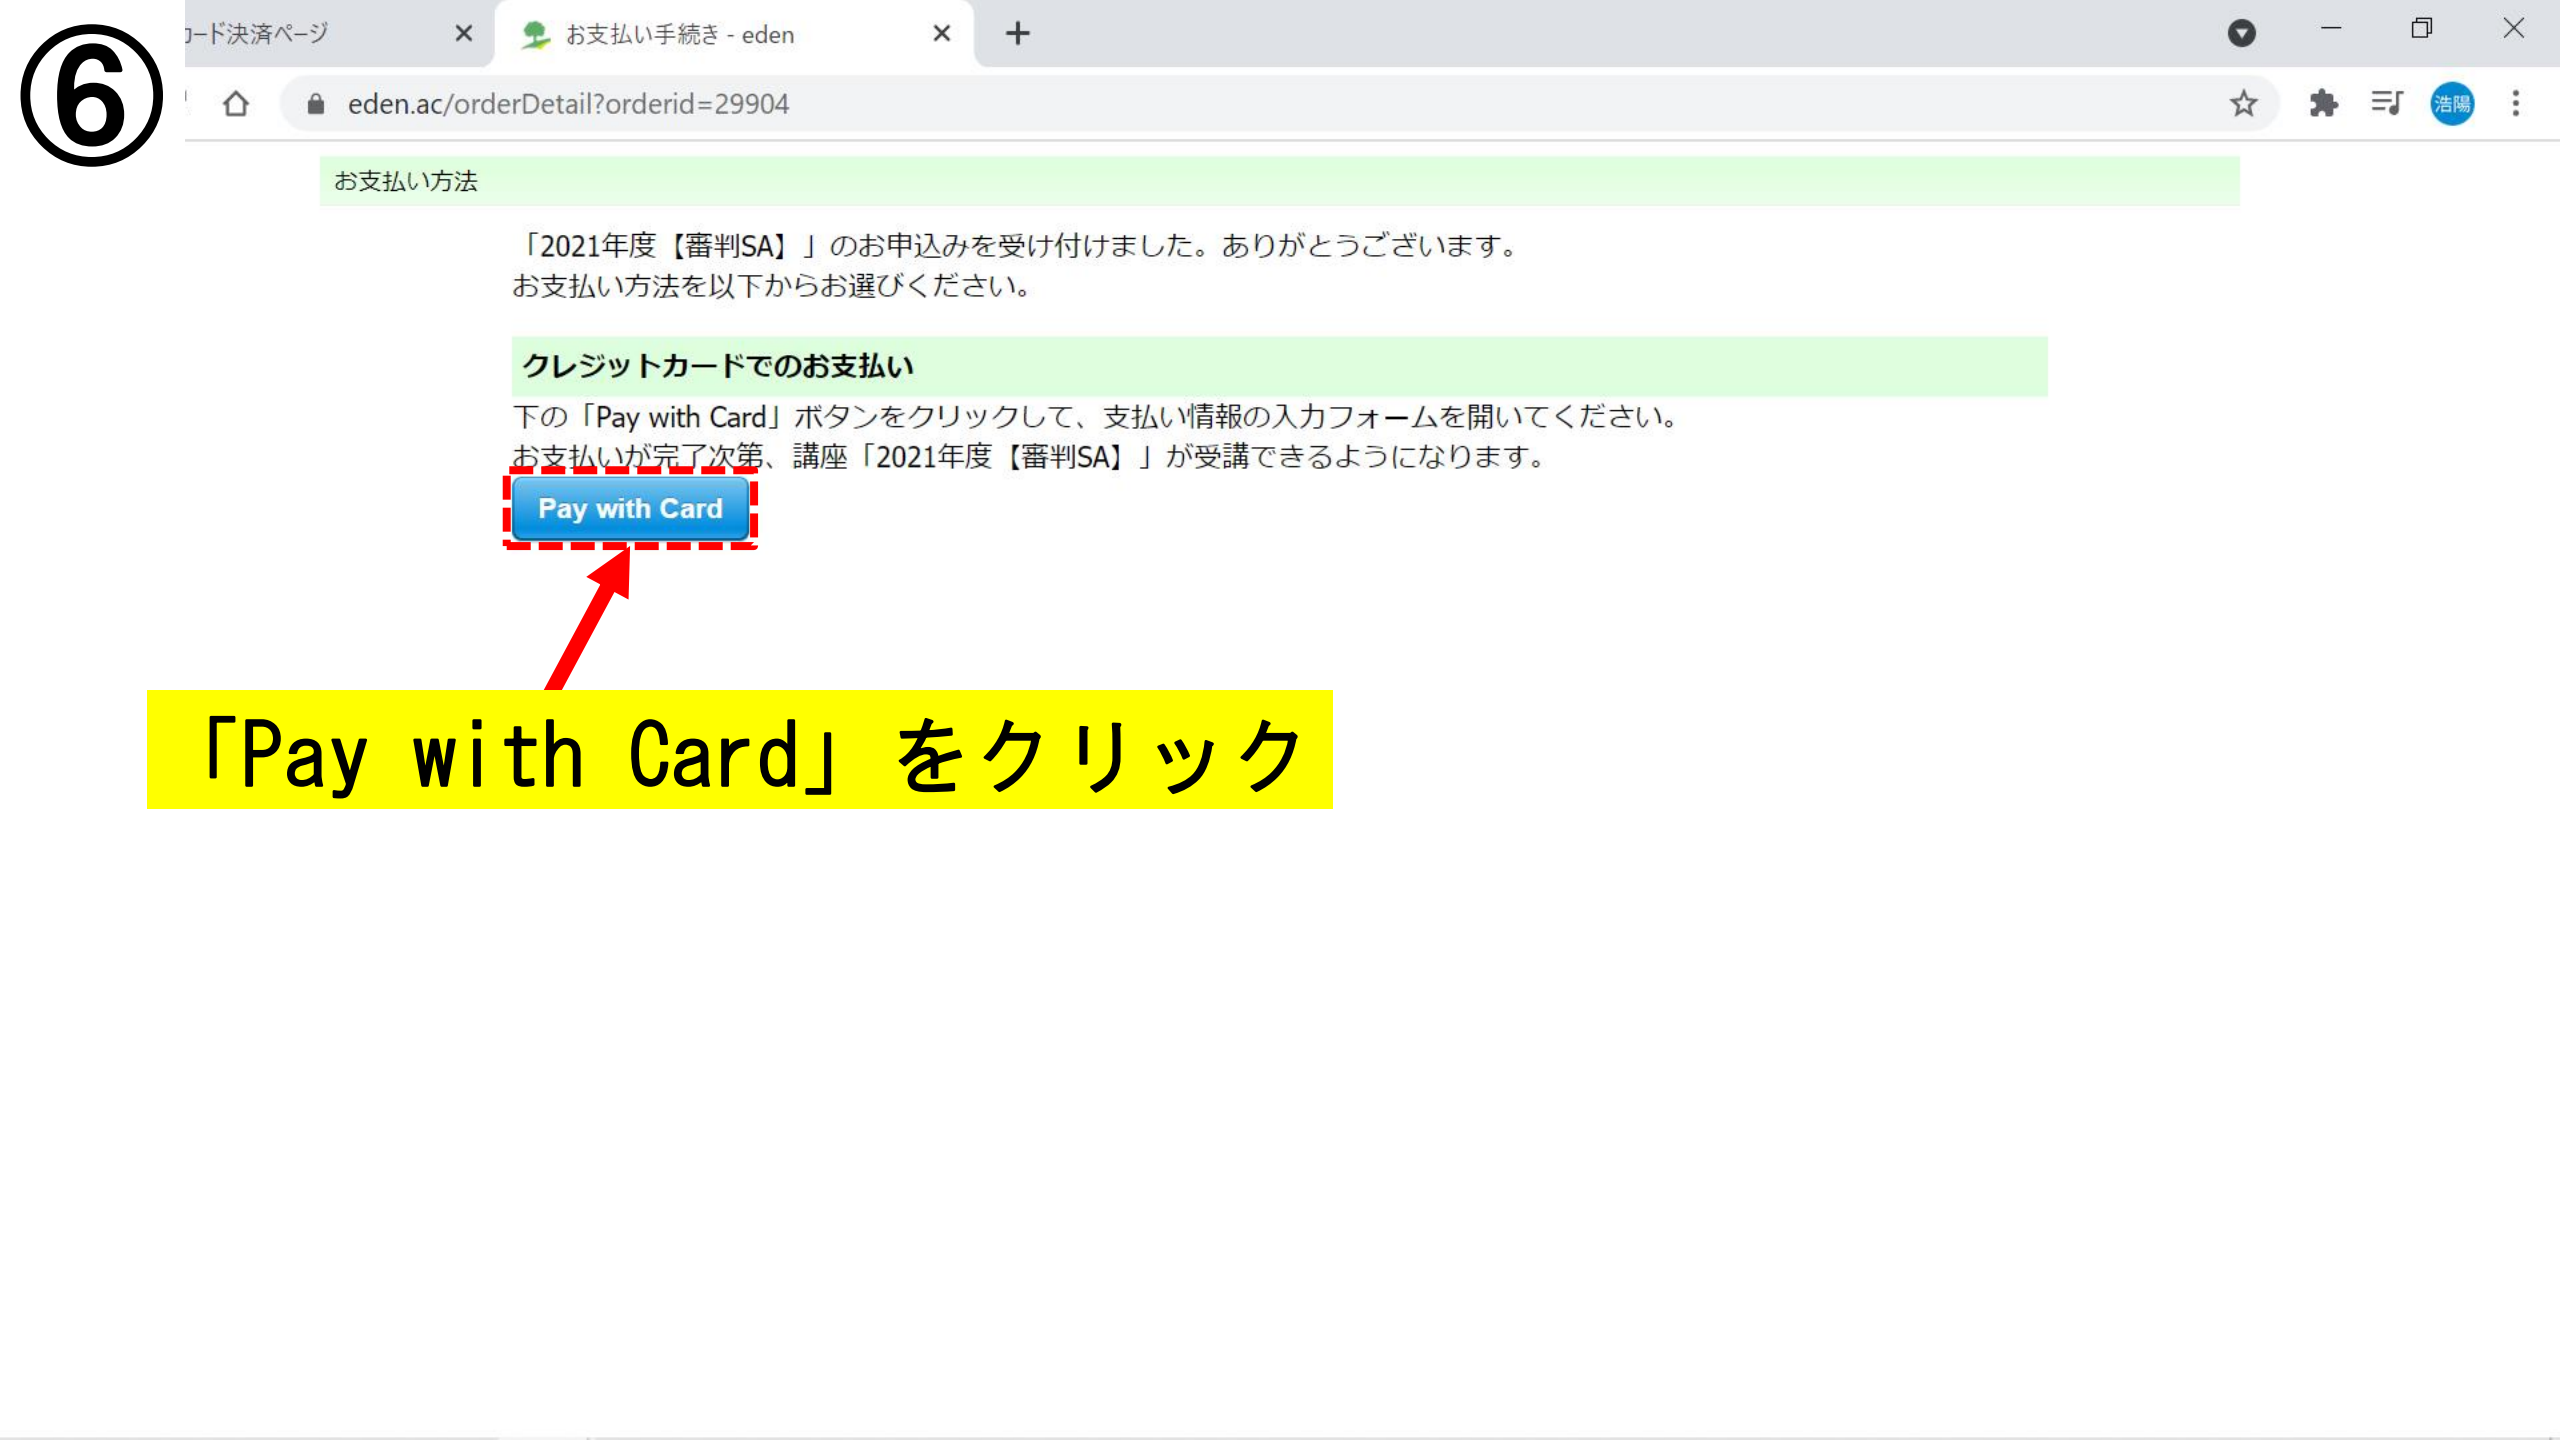 ⑥
カード決済ページ
お支払い手続き - eden
eden.ac/orderDetail?orderid=29904
浩陽
お支払い方法
「2021年度【審判SA】」のお申込みを受け付けました。ありがとうございます。
お支払い方法を以下からお選びください。
クレジットカードでのお支払い
下の「Pay with Card」ボタンをクリックして、支払い情報の入力フォームを開いてください。
お支払いが完了次第、講座「2021年度【審判SA】」が受講できるようになります。
Pay with Card
「Pay with Card」をクリック